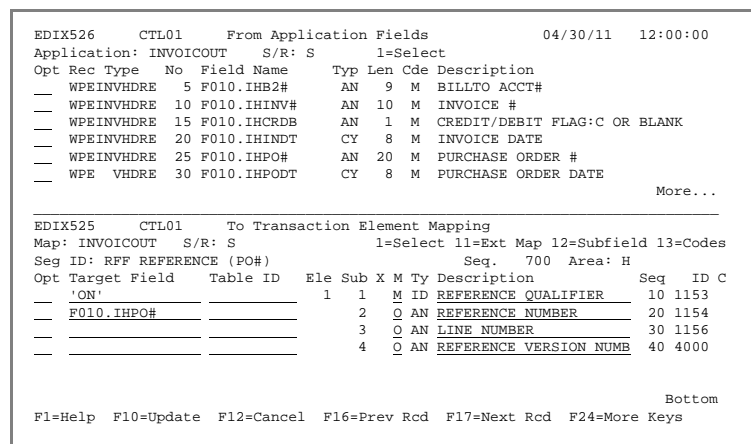 EDIX526 CTL01 From Application Fields 04/30/11 12:00:00
Application: INVOICOUT S/R: S 1=Select
Opt Rec Type No Field Name Typ Len Cde Description
WPEINVHDRE 5 F010.IHB2# AN 9 M BILLTO ACCT#
WPEINVHDRE 10 F010.IHINV# AN 10 M INVOICE #
WPEINVHDRE 15 F010.IHCRDB AN 1 M CREDIT/DEBIT FLAG:C OR BLANK
WPEINVHDRE 20 F010.IHINDT CY 8 M INVOICE DATE
WPEINVHDRE 25 F010.IHPO# AN 20 M PURCHASE ORDER #
WPE VHDRE 30 F010.IHPODT CY 8 M PURCHASE ORDER DATE
More...
EDIX525 CTL01 To Transaction Element Mapping
Map: INVOICOUT S/R: S 1=Select 11=Ext Map 12=Subfield 13=Codes
Seg ID: RFF REFERENCE (PO#) Seq. 700 Area: H
Opt Target Field Table ID Ele Sub X M Ty Description Seq ID C
'ON' 1 1 M ID REFERENCE QUALIFIER 10 1153
F010.IHPO# 2 O AN REFERENCE NUMBER 20 1154
3 O AN LINE NUMBER 30 1156
4 O AN REFERENCE VERSION NUMB 40 4000
Bottom
F1=Help F10=Update F12=Cancel F16=Prev Rcd F17=Next Rcd F24=More Keys